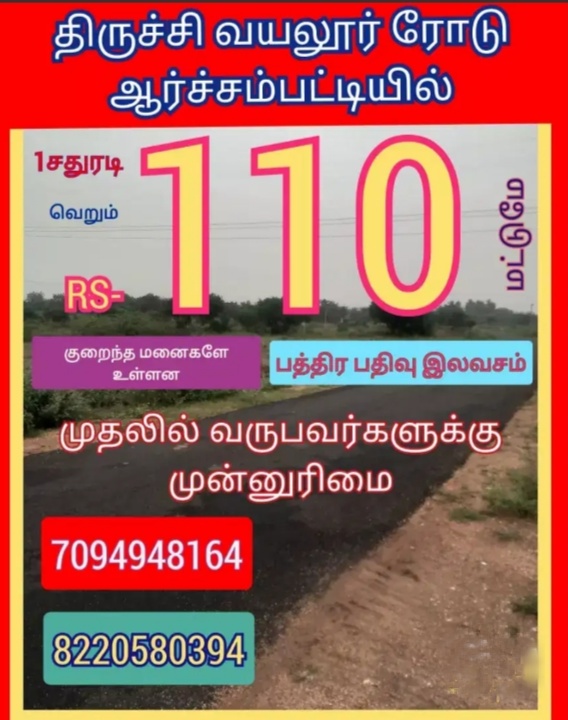 திருச்சி வயலூர் ரோடு
ஆர்ச்சம்பட்டியில்
1சதுரடி
வெறும்
RS-
110
மட்டுமே
குறைந்த மனைகளே
உள்ளன
பத்திர பதிவு இலவசம்
முதலில் வருபவர்களுக்கு
முன்னுரிமை
7094948164
8220580394